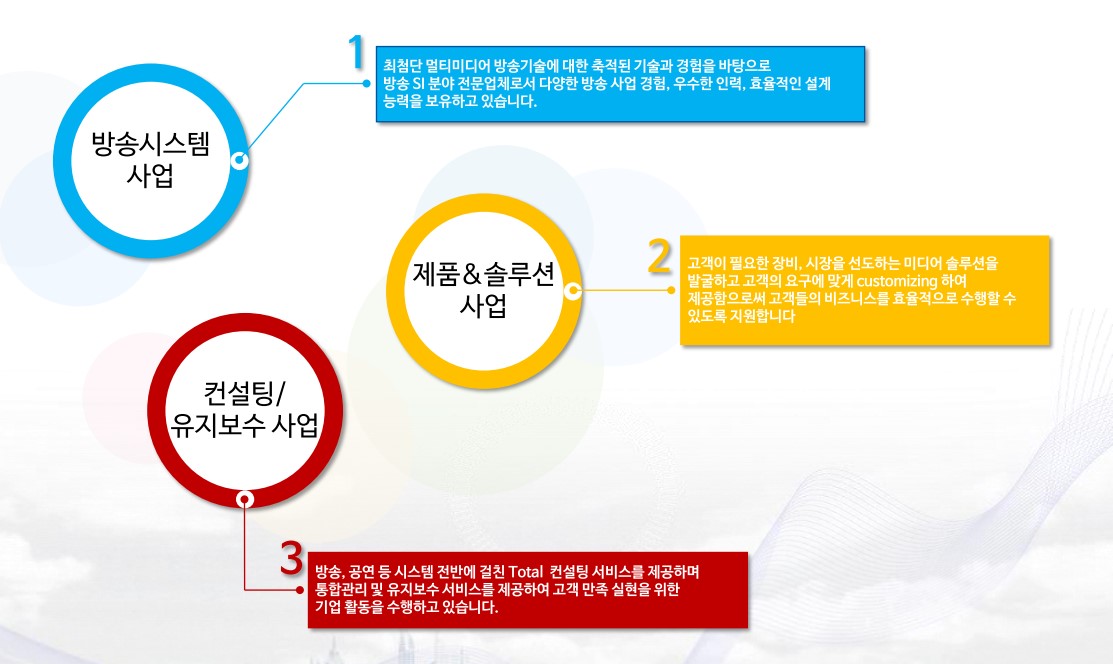 방송시스템
사업
1
최첨단 멀티미디어 방송기술에 대한 축적된 기술과 경험을 바탕으로
방송 SI 분야 전문업체로서 다양한 방송 사업 경험, 우수한 인력, 효율적인 설계
능력을 보유하고 있습니다.
제품&솔루션
사업
2
고객이 필요한 장비, 시장을 선도하는 미디어 솔루션을
발굴하고 고객의 요구에 맞게 customizing 하여
제공함으로써 고객들의 비즈니스를 효율적으로 수행할 수
있도록 지원합니다
컨설팅/
유지보수 사업
3
방송, 공연 등 시스템 전반에 걸친 Total 컨설팅 서비스를 제공하며
통합관리 및 유지보수 서비스를 제공하여 고객 만족 실현을 위한
기업 활동을 수행하고 있습니다.